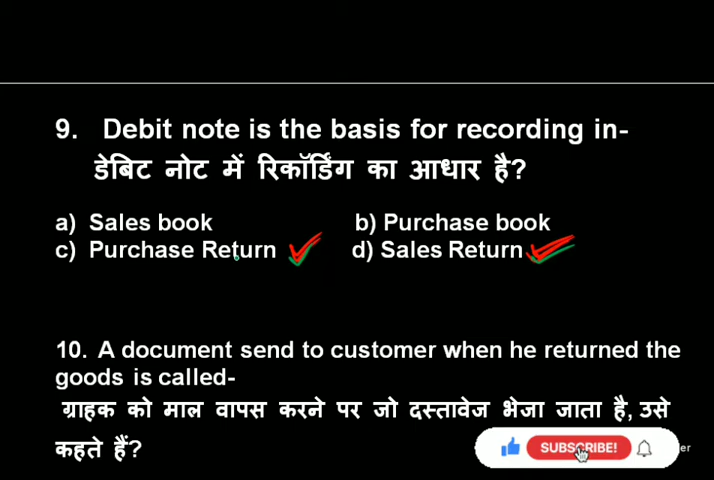 9. Debit note is the basis for recording in-
डेबिट नोट में रिकॉर्डिंग का आधार है?
a) Sales book b) Purchase book
c) Purchase Return d) Sales Return
10. A document send to customer when he returned the
goods is called-
ग्राहक को माल वापस करने पर जो दस्तावेज भेजा जाता है, उसे
कहते हैं?
SUBSCRIBE!